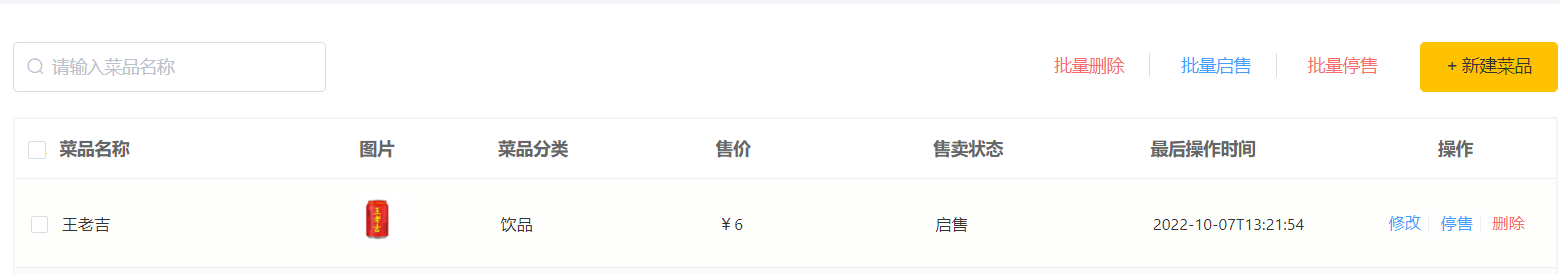 请输入菜品名称 批量删除 批量启售 批量停售 + 新建菜品
菜品名称 图片 菜品分类 售价 售卖状态 最后操作时间 操作
王老吉 王老吉 饮品 ￥6 启售 2022-10-07T13:21:54 修改 停售 删除